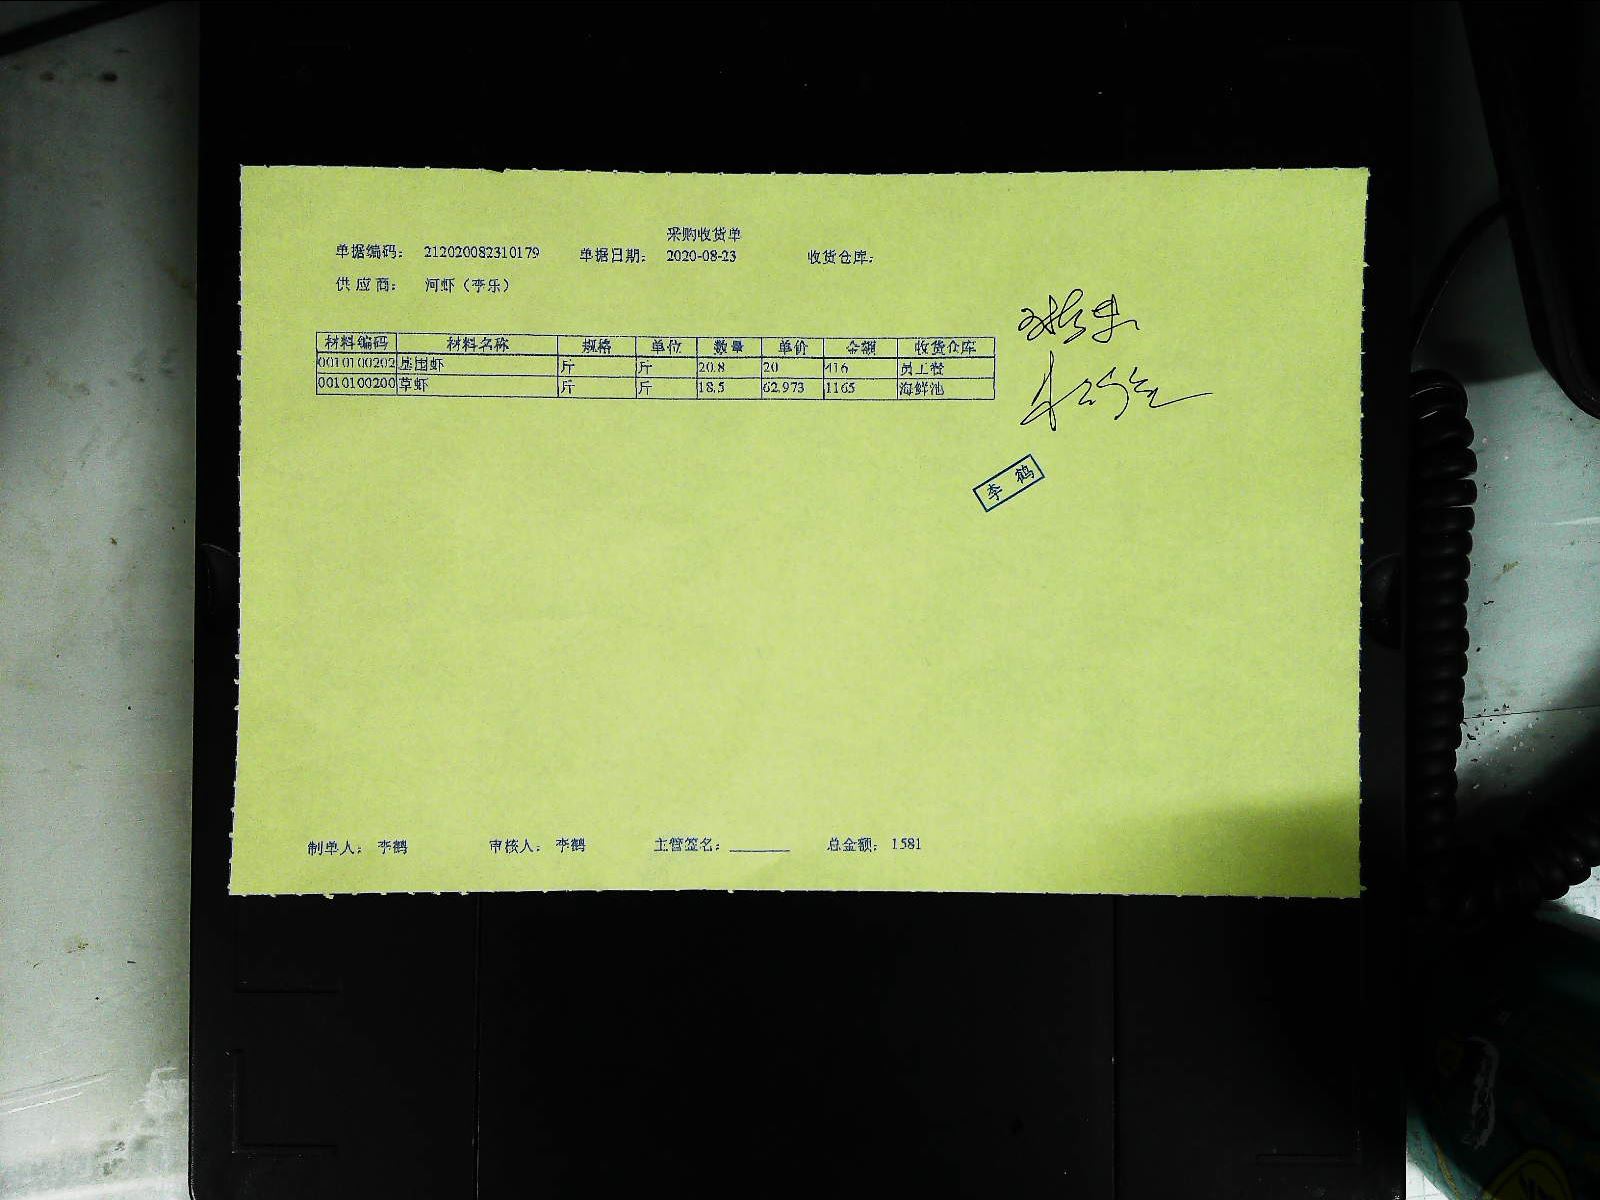 采购收货单
单据编码： 212020082310179 单据日期： 2020-08-23 收货仓库：
供应商： 河虾（李乐）
材料编码 材料名称 规格 单位 数量 单价 金额 收货仓库
0010100202 基围虾 斤 斤 20.8 20 416 员工餐
0010100200 草虾 斤 斤 18.5 62.973 1165 海鲜池
李鹤
制单人： 李鹤 审核人： 李鹤 主管签名：________ 总金额： 1581